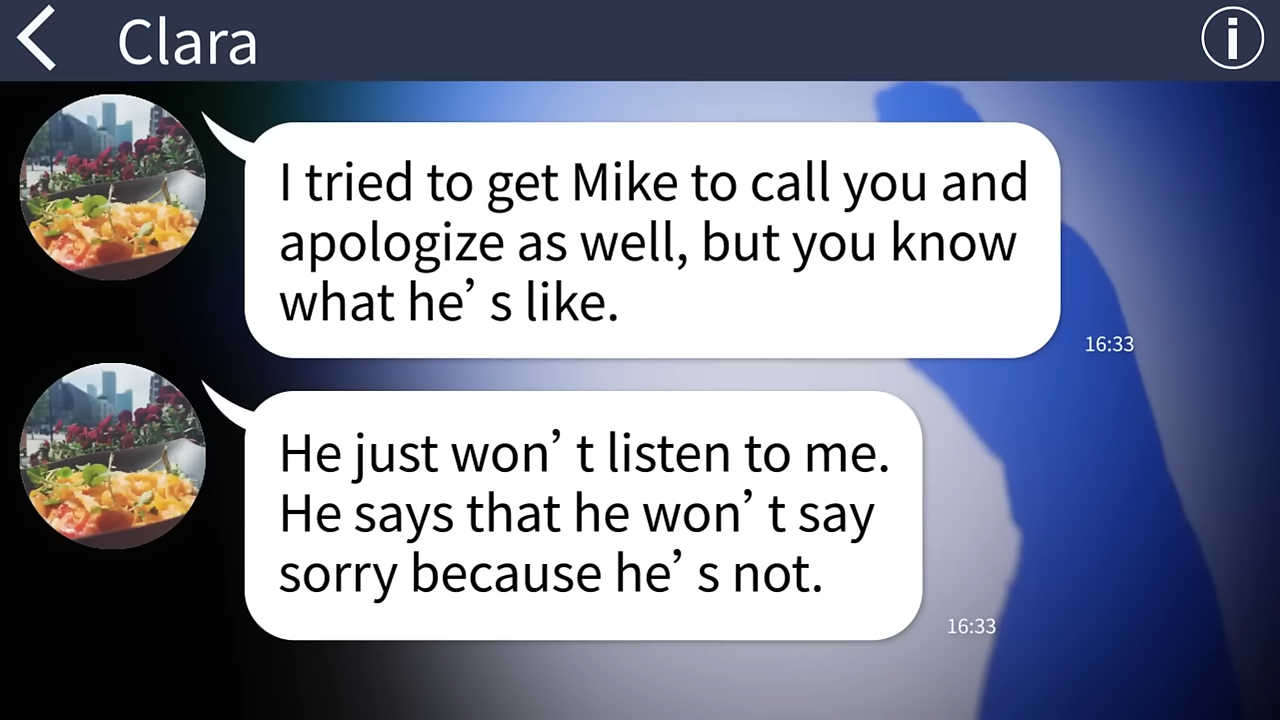 Clara
I tried to get Mike to call you and
apologize as well, but you know
what he’s like.
16:33
He just won’t listen to me.
He says that he won’t say
sorry because he’s not.
16:33